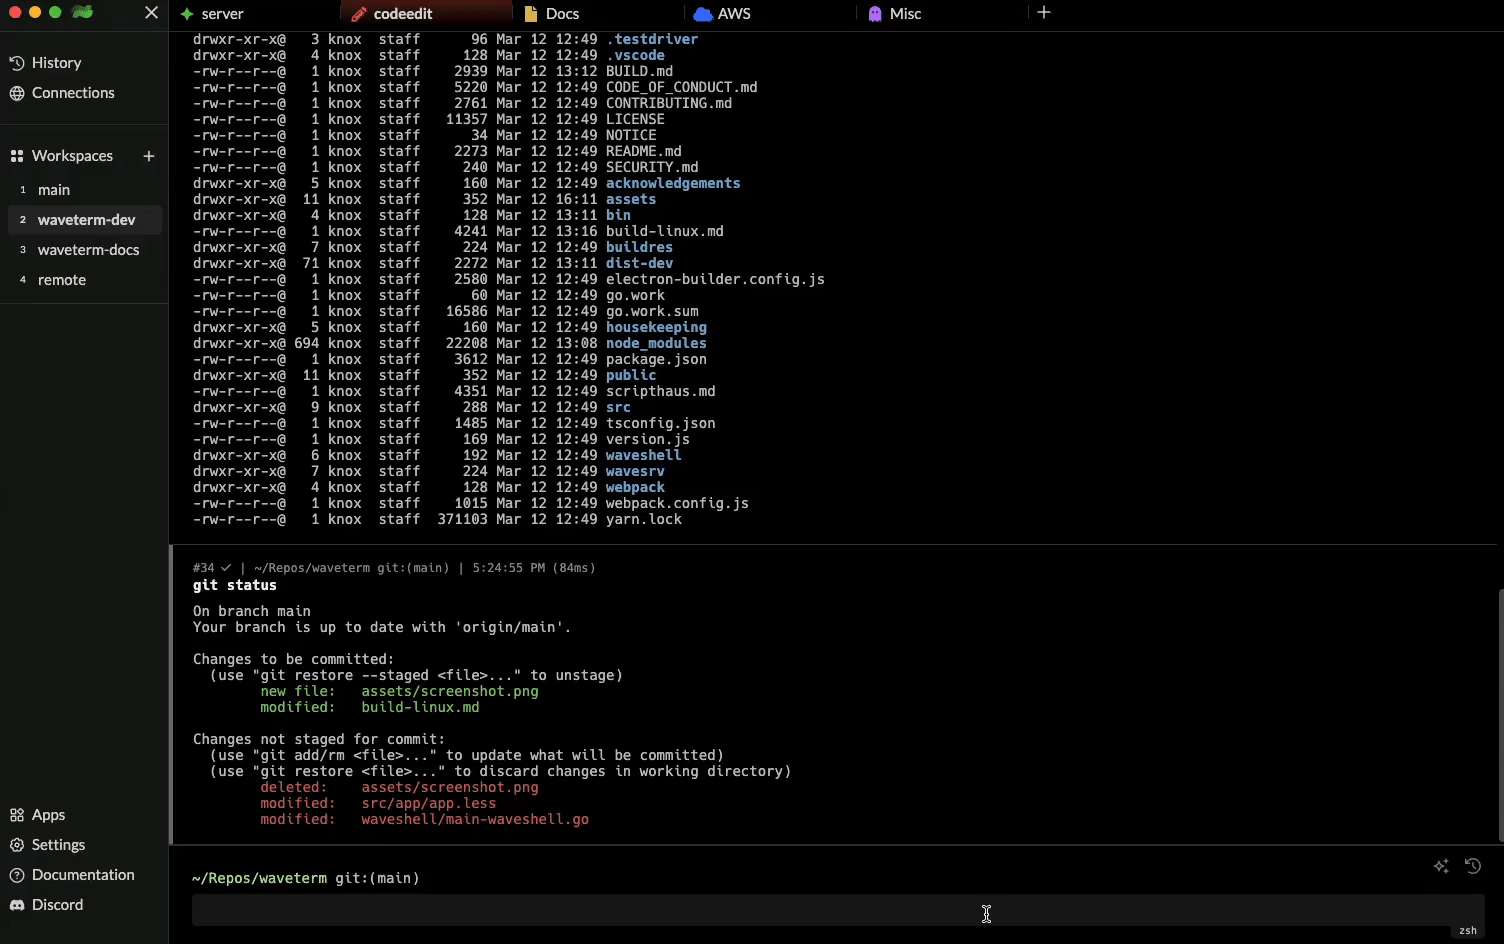 server
codeedit
Docs
AWS
Misc
History
Connections
Workspaces
1 main
2 waveterm-dev
3 waveterm-docs
4 remote
Apps
Settings
Documentation
Discord
drwxr-xr-x@ 3 knox staff 96 Mar 12 12:49 .testdriver
drwxr-xr-x@ 4 knox staff 128 Mar 12 12:49 .vscode
-rw-r--r--@ 1 knox staff 2939 Mar 12 13:12 BUILD.md
-rw-r--r--@ 1 knox staff 5220 Mar 12 12:49 CODE_OF_CONDUCT.md
-rw-r--r--@ 1 knox staff 2761 Mar 12 12:49 CONTRIBUTING.md
-rw-r--r--@ 1 knox staff 11357 Mar 12 12:49 LICENSE
-rw-r--r--@ 1 knox staff 34 Mar 12 12:49 NOTICE
-rw-r--r--@ 1 knox staff 2273 Mar 12 12:49 README.md
-rw-r--r--@ 1 knox staff 240 Mar 12 12:49 SECURITY.md
drwxr-xr-x@ 5 knox staff 160 Mar 12 12:49 acknowledgements
drwxr-xr-x@ 11 knox staff 352 Mar 12 16:11 assets
drwxr-xr-x@ 4 knox staff 128 Mar 12 13:11 bin
-rw-r--r--@ 1 knox staff 4241 Mar 12 13:16 build-linux.md
drwxr-xr-x@ 7 knox staff 224 Mar 12 12:49 buildres
drwxr-xr-x@ 71 knox staff 2272 Mar 12 13:11 dist-dev
-rw-r--r--@ 1 knox staff 2580 Mar 12 12:49 electron-builder.config.js
-rw-r--r--@ 1 knox staff 60 Mar 12 12:49 go.work
-rw-r--r--@ 1 knox staff 16586 Mar 12 12:49 go.work.sum
drwxr-xr-x@ 5 knox staff 160 Mar 12 12:49 housekeeping
drwxr-xr-x@ 694 knox staff 22208 Mar 12 13:08 node_modules
-rw-r--r--@ 1 knox staff 3612 Mar 12 12:49 package.json
drwxr-xr-x@ 11 knox staff 352 Mar 12 12:49 public
-rw-r--r--@ 1 knox staff 4351 Mar 12 12:49 scripthaus.md
drwxr-xr-x@ 9 knox staff 288 Mar 12 12:49 src
-rw-r--r--@ 1 knox staff 1485 Mar 12 12:49 tsconfig.json
-rw-r--r--@ 1 knox staff 169 Mar 12 12:49 version.js
drwxr-xr-x@ 6 knox staff 192 Mar 12 12:49 waveshell
drwxr-xr-x@ 7 knox staff 224 Mar 12 12:49 wavesrv
drwxr-xr-x@ 4 knox staff 128 Mar 12 12:49 webpack
-rw-r--r--@ 1 knox staff 1015 Mar 12 12:49 webpack.config.js
-rw-r--r--@ 1 knox staff 371103 Mar 12 12:49 yarn.lock
#34 ✓ | ~/Repos/waveterm git:(main) | 5:24:55 PM (84ms)
git status
On branch main
Your branch is up to date with 'origin/main'.
Changes to be committed:
(use "git restore --staged <file>..." to unstage)
new file: assets/screenshot.png
modified: build-linux.md
Changes not staged for commit:
(use "git add/rm <file>..." to update what will be committed)
(use "git restore <file>..." to discard changes in working directory)
deleted: assets/screenshot.png
modified: src/app/app.less
modified: waveshell/main-waveshell.go
~/Repos/waveterm git:(main)
zsh